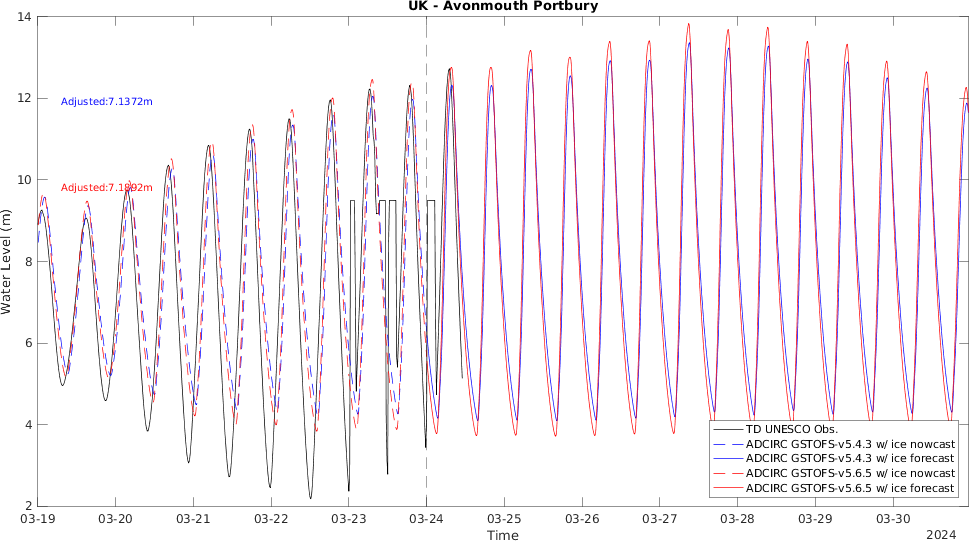 UK - Avonmouth Portbury
14
12
10
8
6
4
2
Water Level (m)
Adjusted:7.1372m
Adjusted:7.1892m
TD UNESCO Obs.
ADCIRC GSTOFS-v5.4.3 w/ ice nowcast
ADCIRC GSTOFS-v5.4.3 w/ ice forecast
ADCIRC GSTOFS-v5.6.5 w/ ice nowcast
ADCIRC GSTOFS-v5.6.5 w/ ice forecast
03-19 03-20 03-21 03-22 03-23 03-24 03-25 03-26 03-27 03-28 03-29 03-30
Time
2024